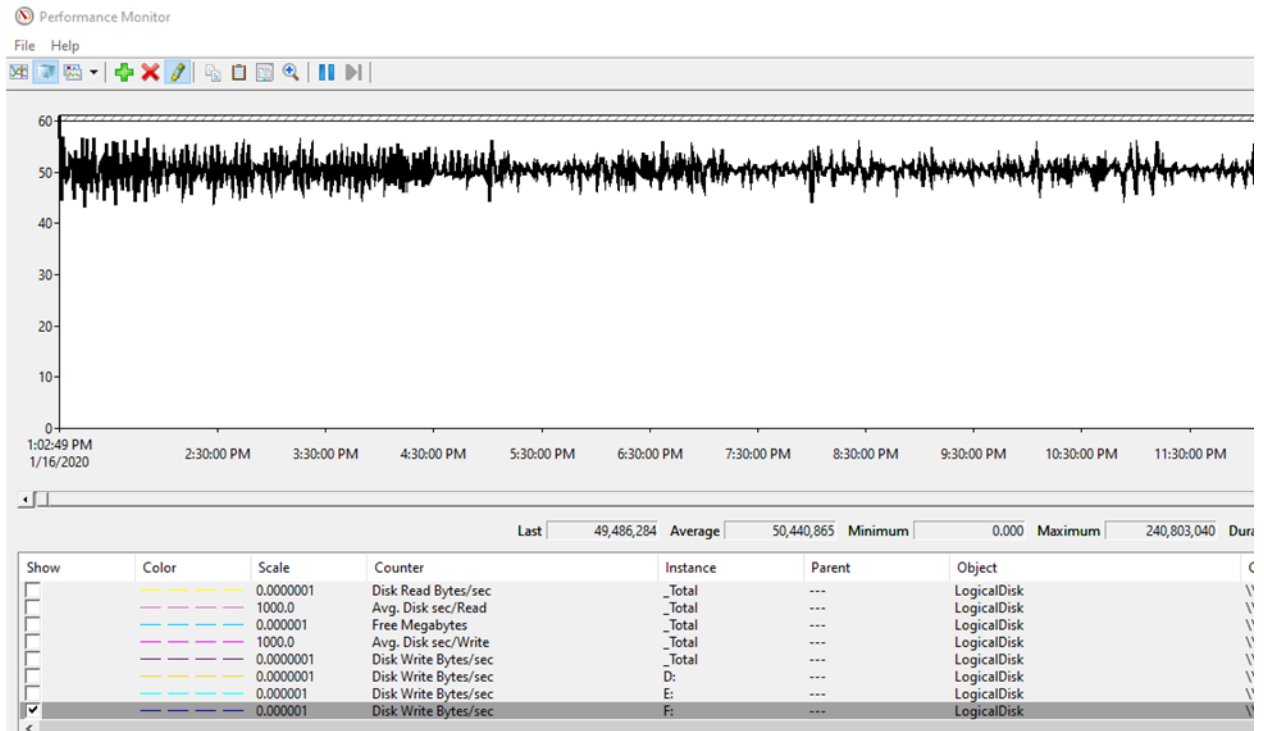 Performance Monitor
File Help
60
50
40
30
20
10
0
1:02:49 PM
1/16/2020
2:30:00 PM 3:30:00 PM 4:30:00 PM 5:30:00 PM 6:30:00 PM 7:30:00 PM 8:30:00 PM 9:30:00 PM 10:30:00 PM 11:30:00 PM
Last 49,486,284 Average 50,440,865 Minimum 0.000 Maximum 240,803,040 Dura
Show Color Scale Counter Instance Parent Object
0.0000001 Disk Read Bytes/sec _Total --- LogicalDisk
1000.0 Avg. Disk sec/Read _Total --- LogicalDisk
0.000001 Free Megabytes _Total --- LogicalDisk
1000.0 Avg. Disk sec/Write _Total --- LogicalDisk
0.0000001 Disk Write Bytes/sec _Total --- LogicalDisk
0.0000001 Disk Write Bytes/sec D: --- LogicalDisk
0.000001 Disk Write Bytes/sec E: --- LogicalDisk
0.000001 Disk Write Bytes/sec F: --- LogicalDisk